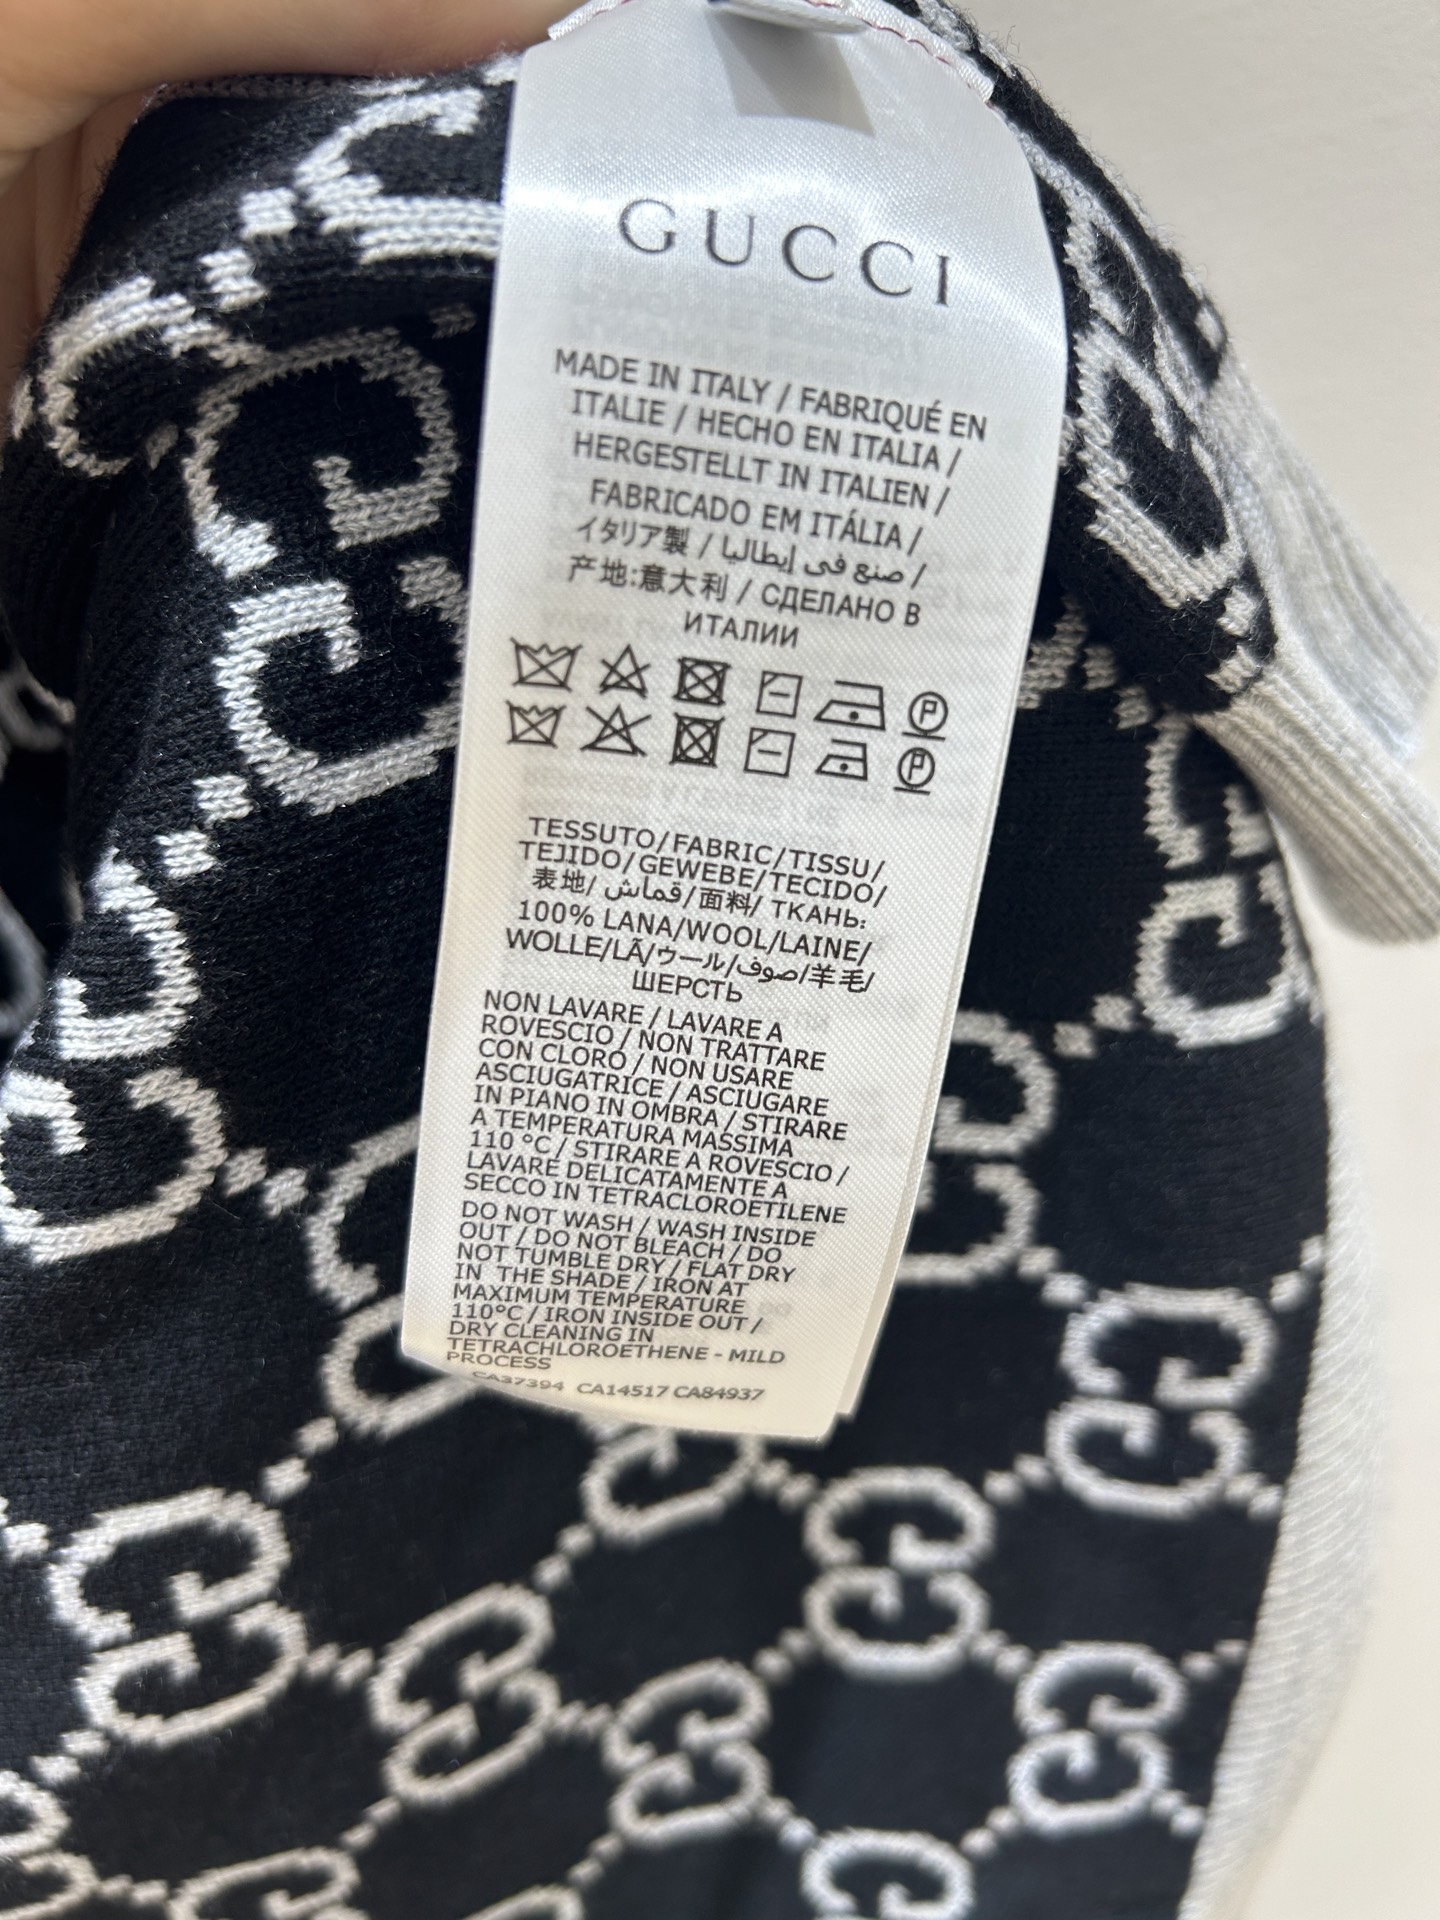 GUCCI
MADE IN ITALY / FABRIQUÉ EN
ITALIE / HECHO EN ITALIA /
HERGESTELLT IN ITALIEN /
FABRICADO EM ITÁLIA /
イタリア製 / صنع في إيطاليا /
产地:意大利 / СДЕЛАНО В
ИТАЛИИ
P
P
TESSUTO/FABRIC/TISSU/
TEJIDO/GEWEBE/TECIDO/
表地/ قماش/面料/ ТКАНЬ:
100% LANA/WOOL/LAINE/
WOLLE/LÃ/ウール/صوف/羊毛/
ШЕРСТЬ
NON LAVARE / LAVARE A
ROVESCIO / NON TRATTARE
CON CLORO / NON USARE
ASCIUGATRICE / ASCIUGARE
IN PIANO IN OMBRA / STIRARE
A TEMPERATURA MASSIMA
110 °C / STIRARE A ROVESCIO /
LAVARE DELICATAMENTE A
SECCO IN TETRACLOROETILENE
DO NOT WASH / WASH INSIDE
OUT / DO NOT BLEACH / DO
NOT TUMBLE DRY / FLAT DRY
IN THE SHADE / IRON AT
MAXIMUM TEMPERATURE
110°C / IRON INSIDE OUT /
DRY CLEANING IN
TETRACHLOROETHENE - MILD
PROCESS
CA37394 CA14517 CA84937